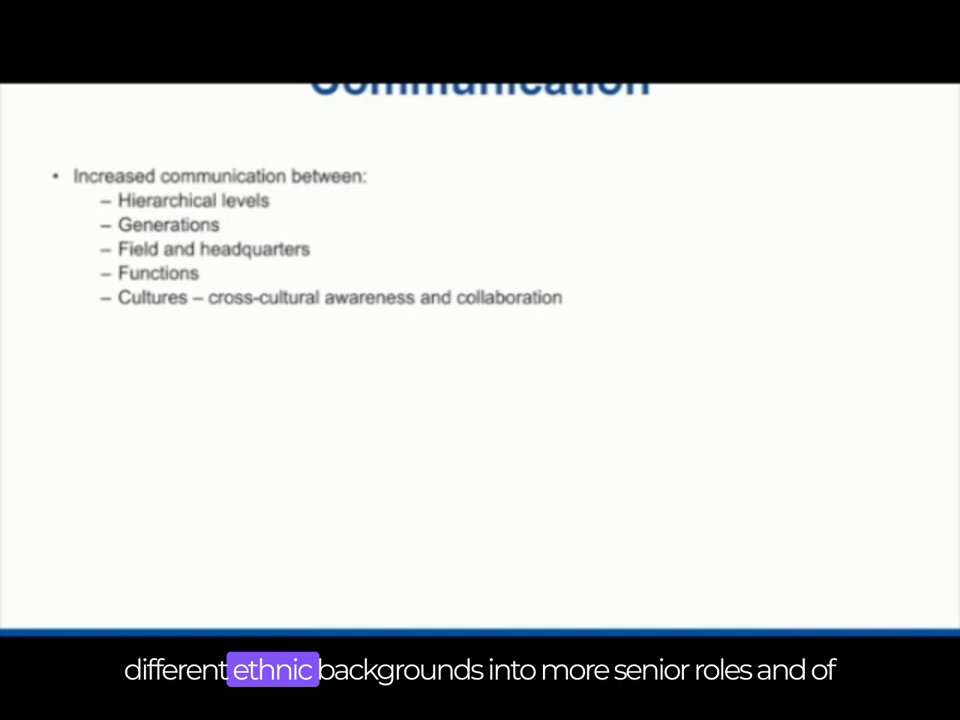 Communication
• Increased communication between:
– Hierarchical levels
– Generations
– Field and headquarters
– Functions
– Cultures – cross-cultural awareness and collaboration
different ethnic backgrounds into more senior roles and of